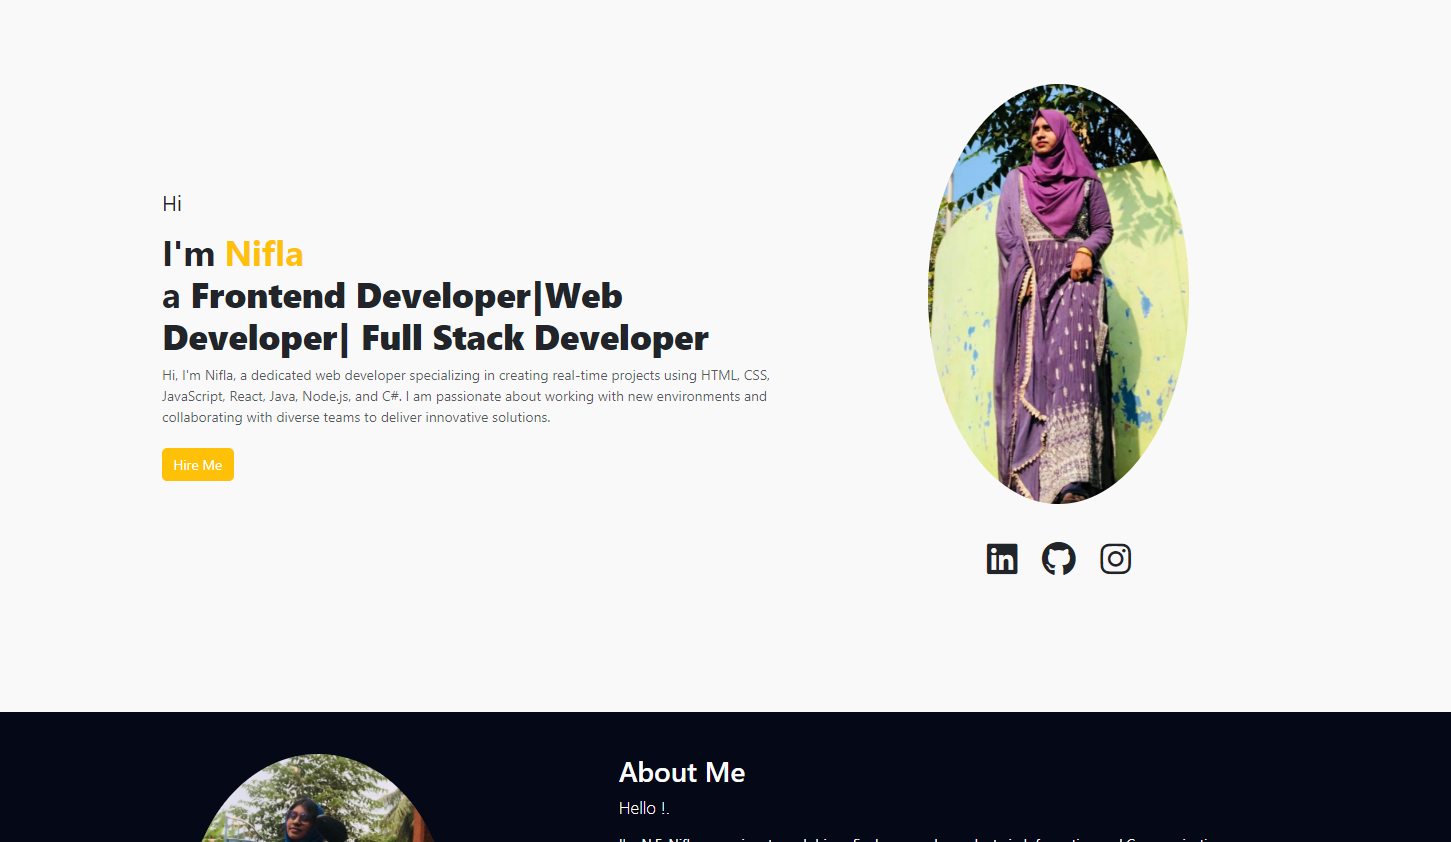 Hi
I'm Nifla
a Frontend Developer|Web
Developer| Full Stack Developer
Hi, I'm Nifla, a dedicated web developer specializing in creating real-time projects using HTML, CSS,
JavaScript, React, Java, Node.js, and C#. I am passionate about working with new environments and
collaborating with diverse teams to deliver innovative solutions.
Hire Me
in
About Me
Hello !.